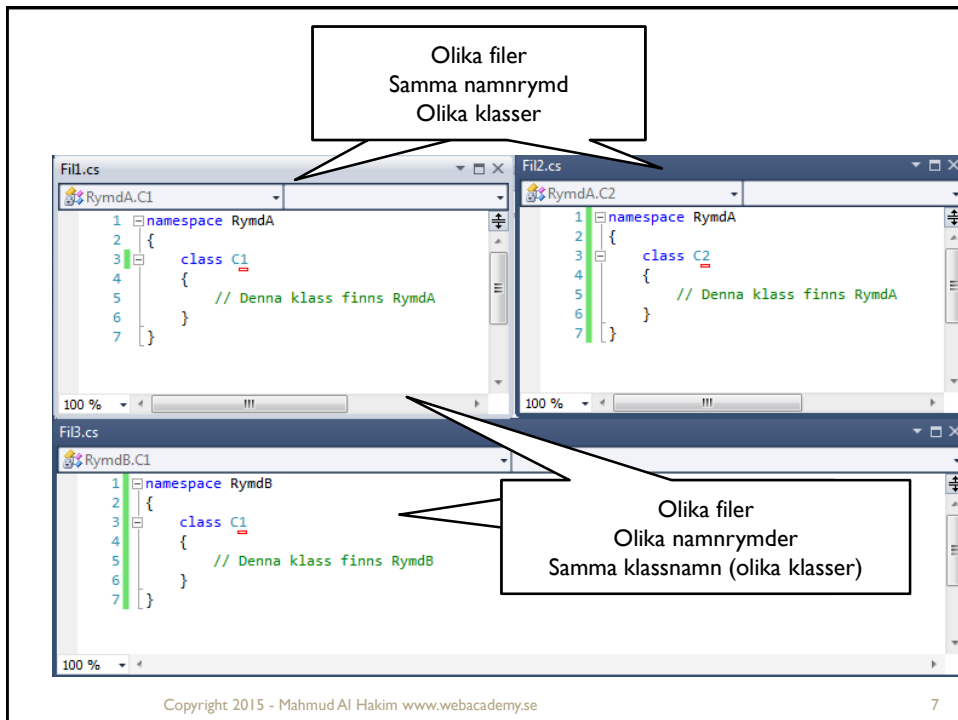 Olika filer
Samma namnrymd
Olika klasser
Fil1.cs
RymdA.C1
1 namespace RymdA
2 {
3 class C1
4 {
5 // Denna klass finns RymdA
6 }
7 }
100 %
Fil2.cs
RymdA.C2
1 namespace RymdA
2 {
3 class C2
4 {
5 // Denna klass finns RymdA
6 }
7 }
100 %
Fil3.cs
RymdB.C1
1 namespace RymdB
2 {
3 class C1
4 {
5 // Denna klass finns RymdB
6 }
7 }
100 %
Olika filer
Olika namnrymder
Samma klassnamn (olika klasser)
Copyright 2015 - Mahmud Al Hakim www.webacademy.se
7